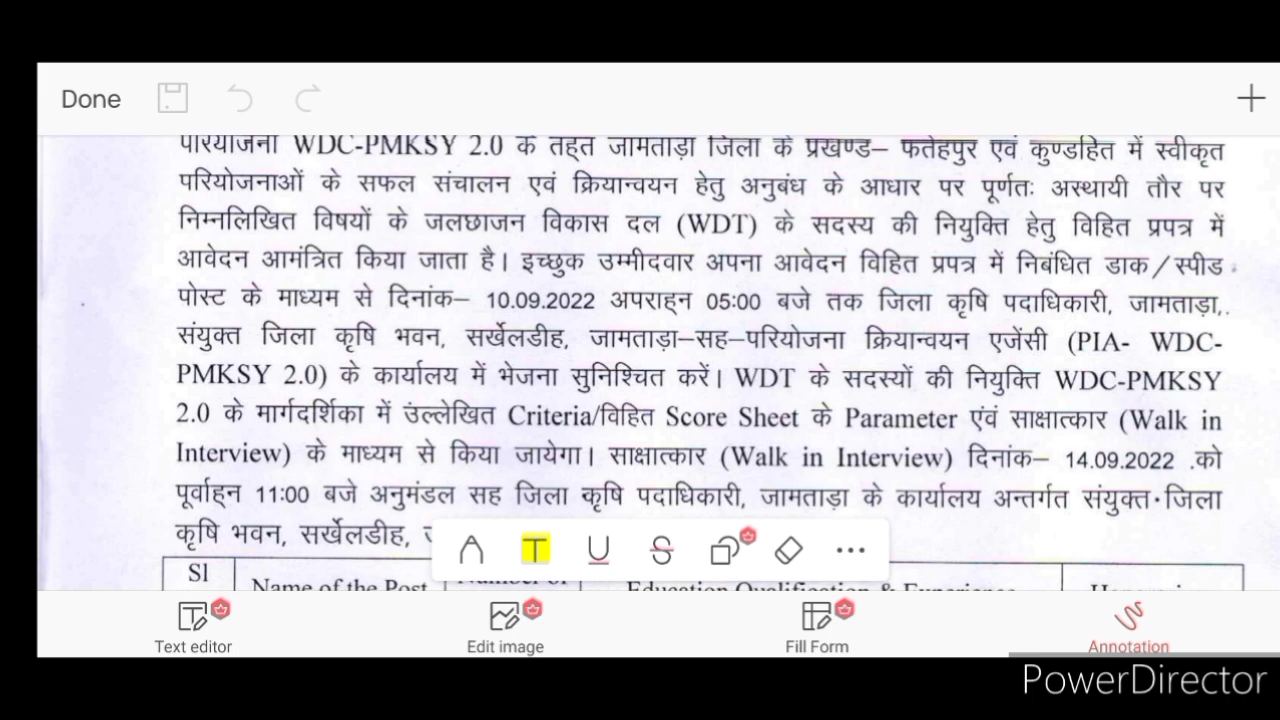 Done
परियोजना WDC-PMKSY 2.0 के तह्त जामताड़ा जिला के प्रखण्ड– फतेहपुर एवं कुण्डहित में स्वीकृत
परियोजनाओं के सफल संचालन एवं क्रियान्वयन हेतु अनुबंध के आधार पर पूर्णतः अस्थायी तौर पर
निम्नलिखित विषयों के जलछाजन विकास दल (WDT) के सदस्य की नियुक्ति हेतु विहित प्रपत्र में
आवेदन आमंत्रित किया जाता है। इच्छुक उम्मीदवार अपना आवेदन विहित प्रपत्र में निबंधित डाक/स्पीड
पोस्ट के माध्यम से दिनांक– 10.09.2022 अपराह्न 05:00 बजे तक जिला कृषि पदाधिकारी, जामताड़ा,
संयुक्त जिला कृषि भवन, सर्खेलडीह, जामताड़ा–सह–परियोजना क्रियान्वयन एजेंसी (PIA- WDC-
PMKSY 2.0) के कार्यालय में भेजना सुनिश्चित करें। WDT के सदस्यों की नियुक्ति WDC-PMKSY
2.0 के मार्गदर्शिका में उल्लेखित Criteria/विहित Score Sheet के Parameter एंवं साक्षात्कार (Walk in
Interview) के माध्यम से किया जायेगा। साक्षात्कार (Walk in Interview) दिनांक– 14.09.2022 .को
पूर्वाह्न 11:00 बजे अनुमंडल सह जिला कृषि पदाधिकारी, जामताड़ा के कार्यालय अन्तर्गत संयुक्त जिला
कृषि भवन, सर्खेलडीह,
Sl Name of the Post Number of Education Qualification & Experience
Text editor Edit image Fill Form Annotation
PowerDirector